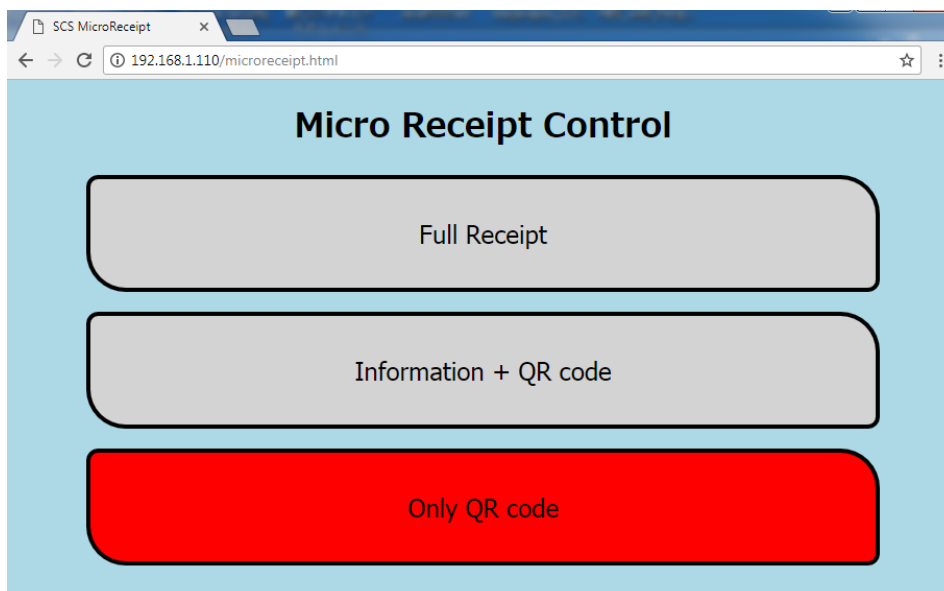 SCS MicroReceipt
192.168.1.110/microreceipt.html
Micro Receipt Control
Full Receipt
Information + QR code
Only QR code